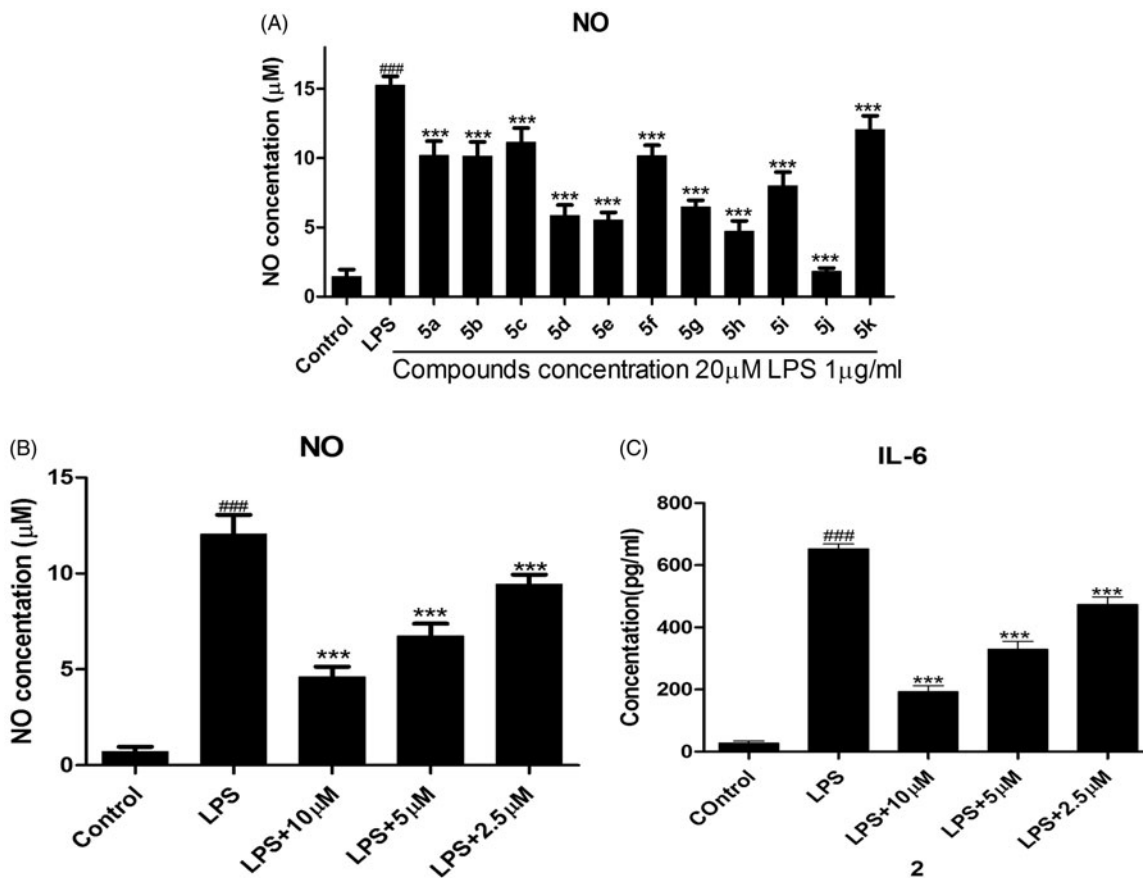 (A)
NO
NO concentration (μM)
15
10
5
0
###
***
***
***
***
***
***
***
***
***
***
***
Control
LPS
5a
5b
5c
5d
5e
5f
5g
5h
5i
5j
5k
Compounds concentration 20μM LPS 1μg/ml
(B)
NO
NO concentration (μM)
15
10
5
0
###
***
***
***
Control
LPS
LPS+10μM
LPS+5μM
LPS+2.5μM
(C)
IL-6
Concentation(pg/ml)
800
600
400
200
0
###
***
***
***
COntrol
LPS
LPS+10μM
LPS+5μM
LPS+2.5μM
2